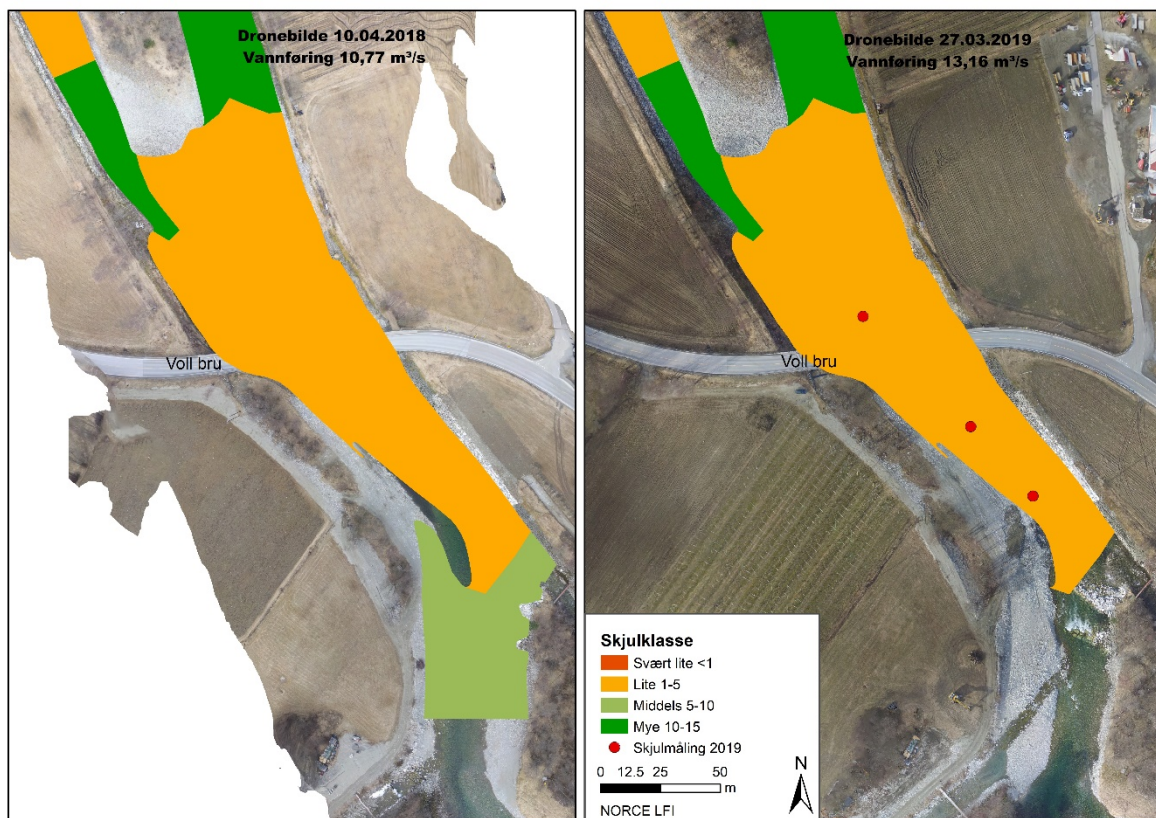 Dronebilde 10.04.2018
Vannføring 10,77 m³/s
Voll bru
Dronebilde 27.03.2019
Vannføring 13,16 m³/s
Voll bru
Skjulklasse
Svært lite <1
Lite 1-5
Middels 5-10
Mye 10-15
Skjulmåling 2019
0 12.5 25 50
m
N
NORCE LFI